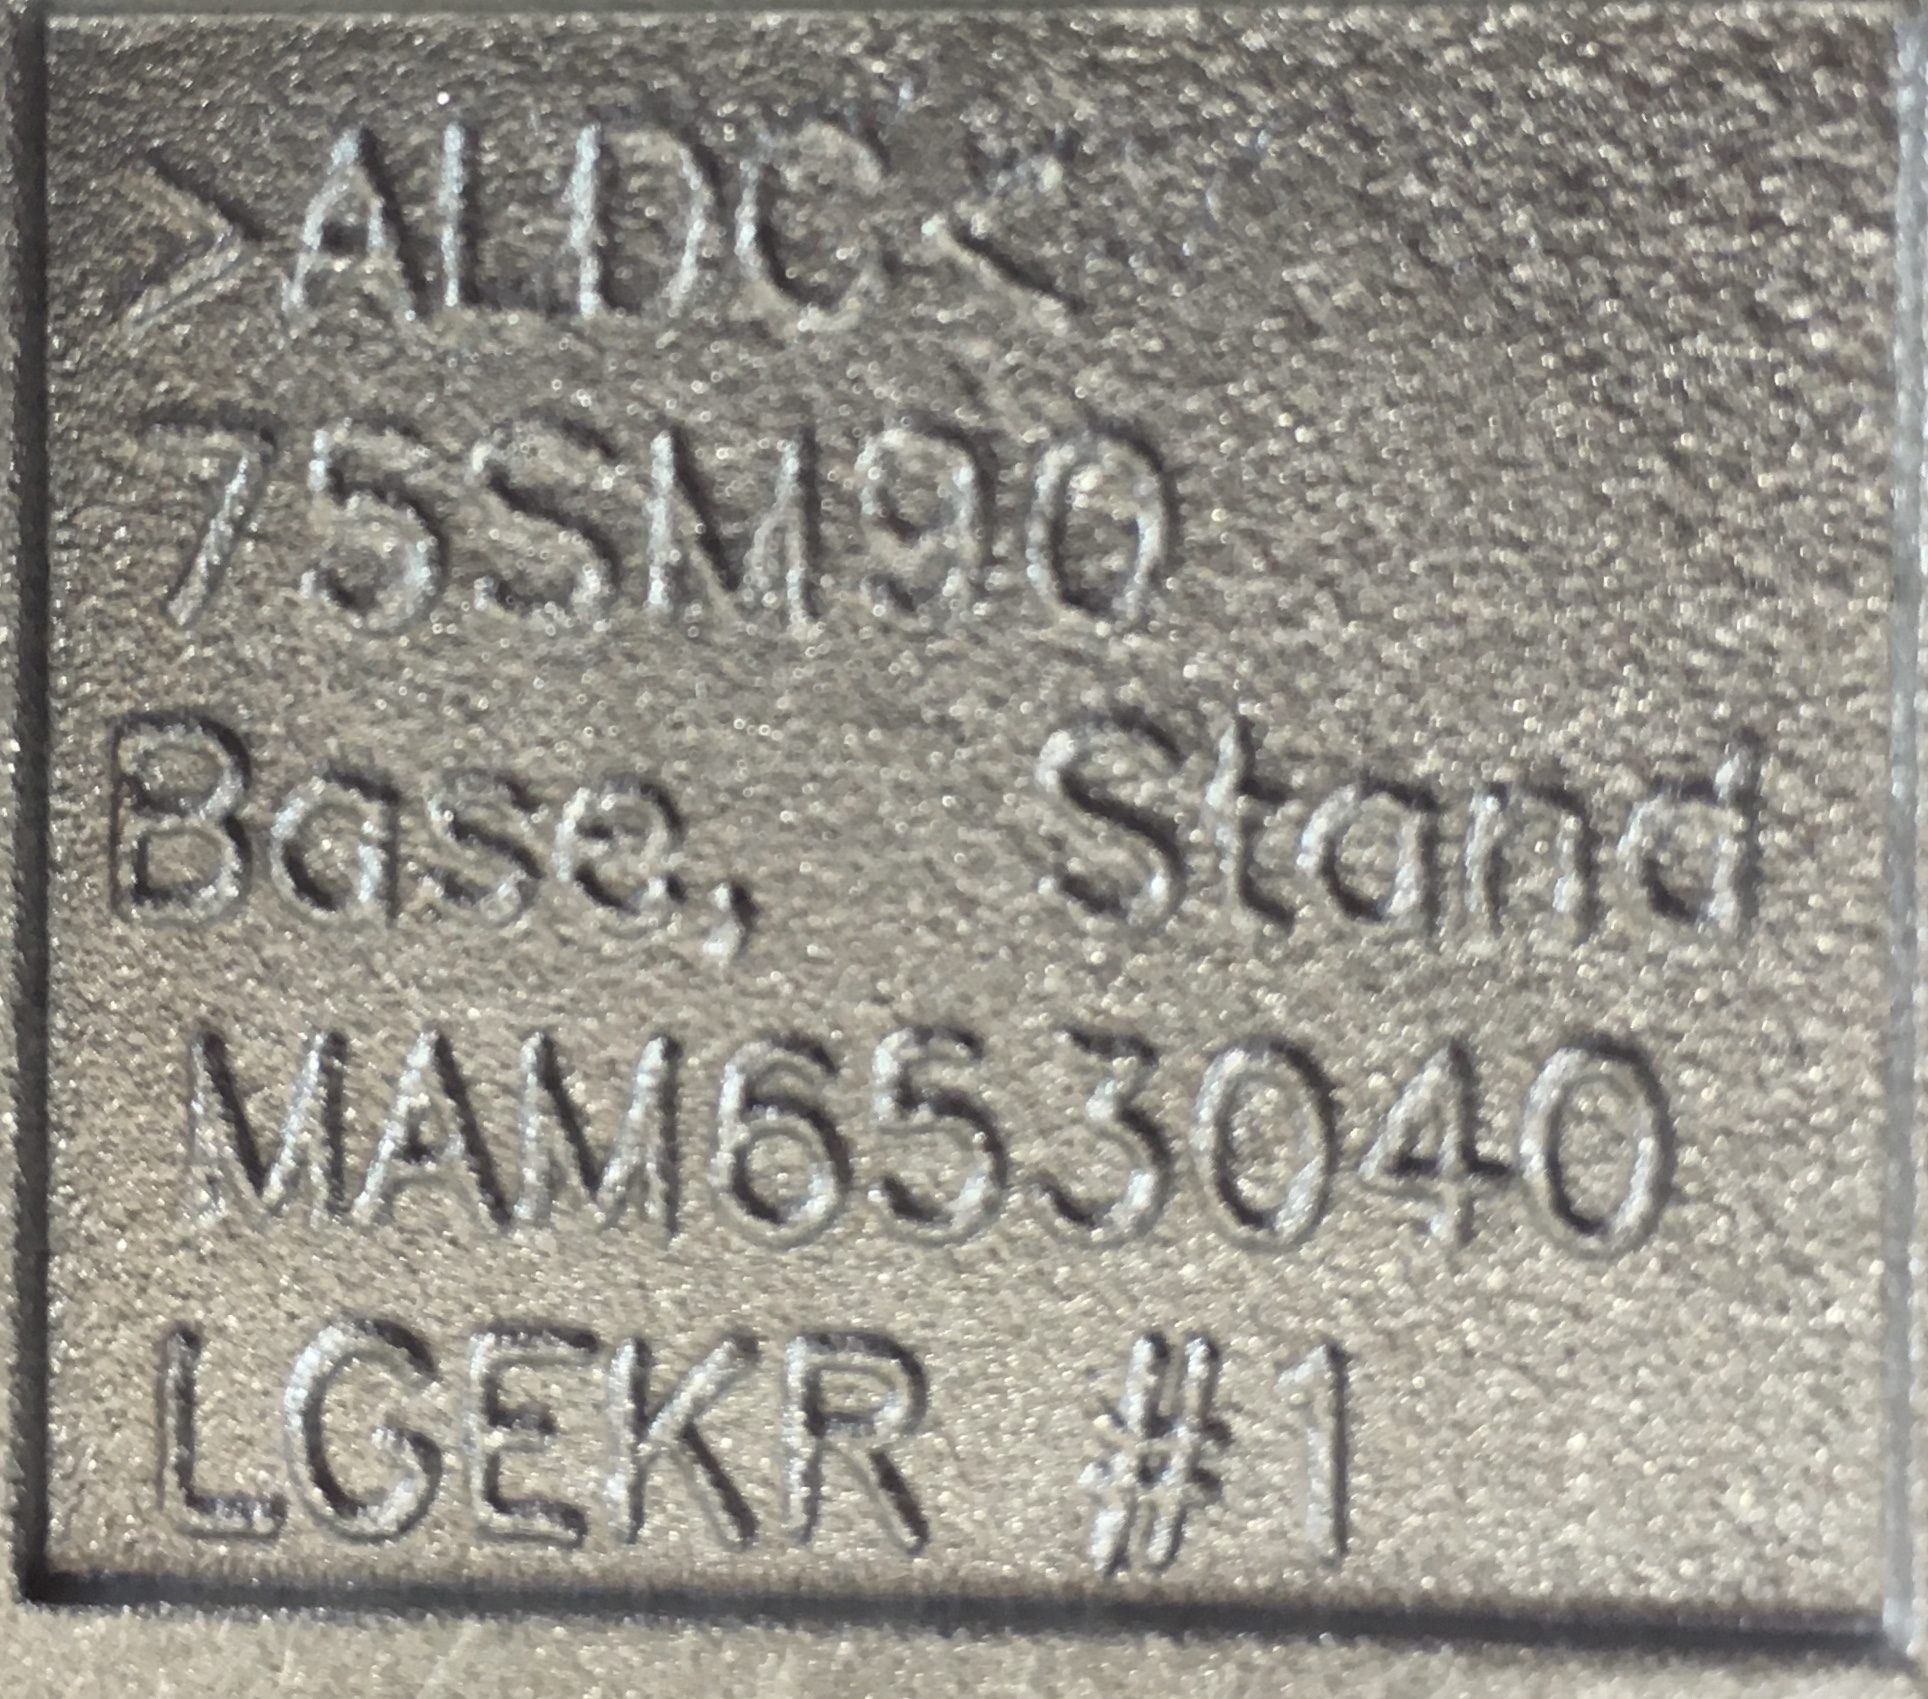 >ALDC<
75SM90
Base, Stand
MAM653040
LGEKR #1